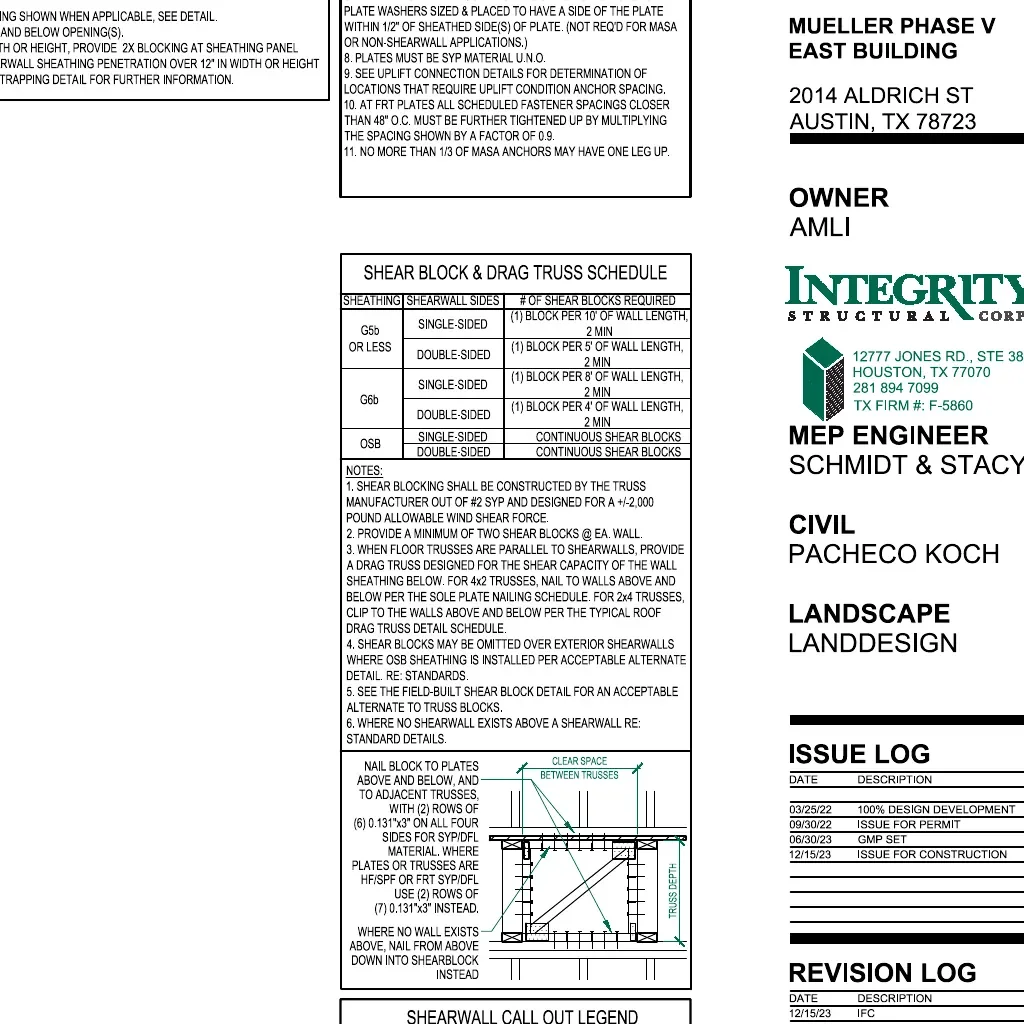 ING SHOWN WHEN APPLICABLE, SEE DETAIL.
AND BELOW OPENING(S).
TH OR HEIGHT, PROVIDE 2X BLOCKING AT SHEATHING PANEL
RWALL SHEATHING PENETRATION OVER 12" IN WIDTH OR HEIGHT
TRAPPING DETAIL FOR FURTHER INFORMATION.
PLATE WASHERS SIZED & PLACED TO HAVE A SIDE OF THE PLATE
WITHIN 1/2" OF SHEATHED SIDE(S) OF PLATE. (NOT REQ'D FOR MASA
OR NON-SHEARWALL APPLICATIONS.)
8. PLATES MUST BE SYP MATERIAL U.N.O.
9. SEE UPLIFT CONNECTION DETAILS FOR DETERMINATION OF
LOCATIONS THAT REQUIRE UPLIFT CONDITION ANCHOR SPACING.
10. AT FRT PLATES ALL SCHEDULED FASTENER SPACINGS CLOSER
THAN 48" O.C. MUST BE FURTHER TIGHTENED UP BY MULTIPLYING
THE SPACING SHOWN BY A FACTOR OF 0.9.
11. NO MORE THAN 1/3 OF MASA ANCHORS MAY HAVE ONE LEG UP.
SHEAR BLOCK & DRAG TRUSS SCHEDULE
SHEATHING SHEARWALL SIDES # OF SHEAR BLOCKS REQUIRED
G5b
OR LESS
SINGLE-SIDED
(1) BLOCK PER 10' OF WALL LENGTH,
2 MIN
DOUBLE-SIDED
(1) BLOCK PER 5' OF WALL LENGTH,
2 MIN
G6b
SINGLE-SIDED
(1) BLOCK PER 8' OF WALL LENGTH,
2 MIN
DOUBLE-SIDED
(1) BLOCK PER 4' OF WALL LENGTH,
2 MIN
OSB
SINGLE-SIDED CONTINUOUS SHEAR BLOCKS
DOUBLE-SIDED CONTINUOUS SHEAR BLOCKS
NOTES:
1. SHEAR BLOCKING SHALL BE CONSTRUCTED BY THE TRUSS
MANUFACTURER OUT OF #2 SYP AND DESIGNED FOR A +/-2,000
POUND ALLOWABLE WIND SHEAR FORCE.
2. PROVIDE A MINIMUM OF TWO SHEAR BLOCKS @ EA. WALL.
3. WHEN FLOOR TRUSSES ARE PARALLEL TO SHEARWALLS, PROVIDE
A DRAG TRUSS DESIGNED FOR THE SHEAR CAPACITY OF THE WALL
SHEATHING BELOW. FOR 4x2 TRUSSES, NAIL TO WALLS ABOVE AND
BELOW PER THE SOLE PLATE NAILING SCHEDULE. FOR 2x4 TRUSSES,
CLIP TO THE WALLS ABOVE AND BELOW PER THE TYPICAL ROOF
DRAG TRUSS DETAIL SCHEDULE.
4. SHEAR BLOCKS MAY BE OMITTED OVER EXTERIOR SHEARWALLS
WHERE OSB SHEATHING IS INSTALLED PER ACCEPTABLE ALTERNATE
DETAIL. RE: STANDARDS.
5. SEE THE FIELD-BUILT SHEAR BLOCK DETAIL FOR AN ACCEPTABLE
ALTERNATE TO TRUSS BLOCKS.
6. WHERE NO SHEARWALL EXISTS ABOVE A SHEARWALL RE:
STANDARD DETAILS.
NAIL BLOCK TO PLATES
ABOVE AND BELOW, AND
TO ADJACENT TRUSSES,
WITH (2) ROWS OF
(6) 0.131"x3" ON ALL FOUR
SIDES FOR SYP/DFL
MATERIAL. WHERE
PLATES OR TRUSSES ARE
HF/SPF OR FRT SYP/DFL
USE (2) ROWS OF
(7) 0.131"x3" INSTEAD.
WHERE NO WALL EXISTS
ABOVE, NAIL FROM ABOVE
DOWN INTO SHEARBLOCK
INSTEAD
CLEAR SPACE
BETWEEN TRUSSES
TRUSS DEPTH
SHEARWALL CALL OUT LEGEND
MUELLER PHASE V
EAST BUILDING
2014 ALDRICH ST
AUSTIN, TX 78723
OWNER
AMLI
INTEGRITY
STRUCTURAL CORP
12777 JONES RD., STE 38
HOUSTON, TX 77070
281 894 7099
TX FIRM #: F-5860
MEP ENGINEER
SCHMIDT & STACY
CIVIL
PACHECO KOCH
LANDSCAPE
LANDDESIGN
ISSUE LOG
DATE DESCRIPTION
03/25/22 100% DESIGN DEVELOPMENT
09/30/22 ISSUE FOR PERMIT
06/30/23 GMP SET
12/15/23 ISSUE FOR CONSTRUCTION
REVISION LOG
DATE DESCRIPTION
12/15/23 IFC